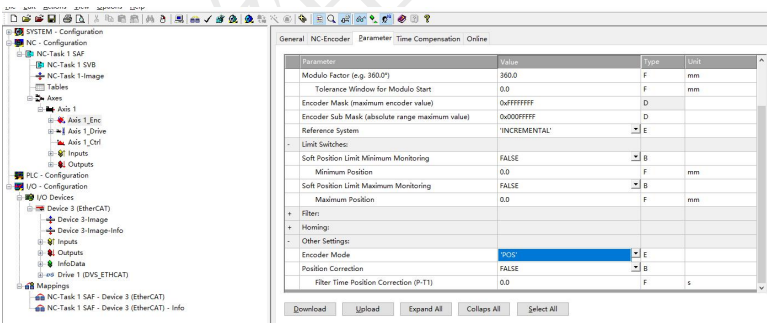 SYSTEM - Configuration
NC - Configuration
NC-Task 1 SAF
NC-Task 1 SVB
NC-Task 1-Image
Tables
Axes
Axis 1
Axis 1_Enc
Axis 1_Drive
Axis 1_Ctrl
Inputs
Outputs
PLC - Configuration
I/O - Configuration
I/O Devices
Device 3 (EtherCAT)
Device 3-Image
Device 3-Image-Info
Inputs
Outputs
InfoData
Drive 1 (DVS_ETHCAT)
Mappings
NC-Task 1 SAF - Device 3 (EtherCAT)
NC-Task 1 SAF - Device 3 (EtherCAT) - Info
General NC-Encoder Parameter Time Compensation Online
Parameter Value Type Unit
Modulo Factor (e.g. 360.0°) 360.0 F mm
Tolerance Window for Modulo Start 0.0 F mm
Encoder Mask (maximum encoder value) 0xFFFFFFFF D
Encoder Sub Mask (absolute range maximum value) 0x000FFFFF D
Reference System 'INCREMENTAL' E
- Limit Switches:
Soft Position Limit Minimum Monitoring FALSE B
Minimum Position 0.0 F mm
Soft Position Limit Maximum Monitoring FALSE B
Maximum Position 0.0 F mm
+ Filter:
+ Homing:
- Other Settings:
Encoder Mode 'POS' E
Position Correction FALSE B
Filter Time Position Correction (P-T1) 0.0 F s
Download Upload Expand All Collaps All Select All